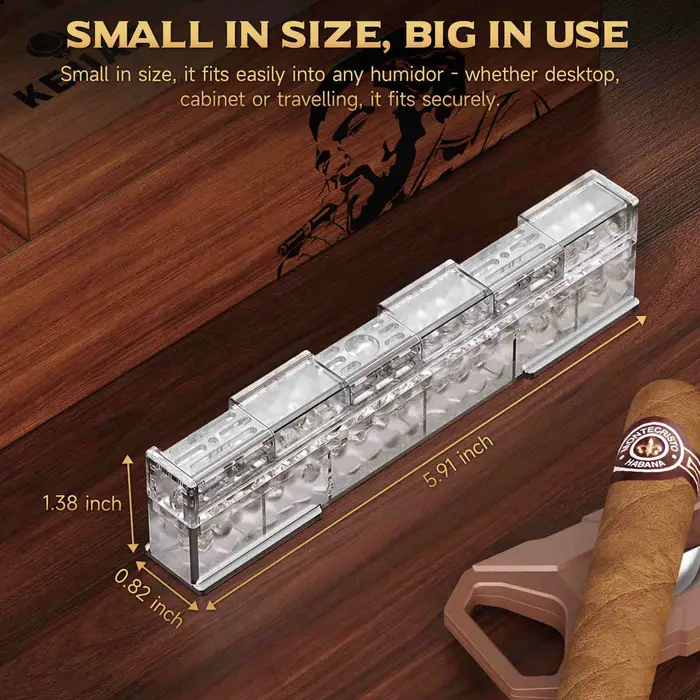 SMALL IN SIZE, BIG IN USE
Small in size, it fits easily into any humidor - whether desktop,
cabinet or travelling, it fits securely.
1.38 inch
0.82 inch
5.91 inch
MONTECRISTO
HABANA